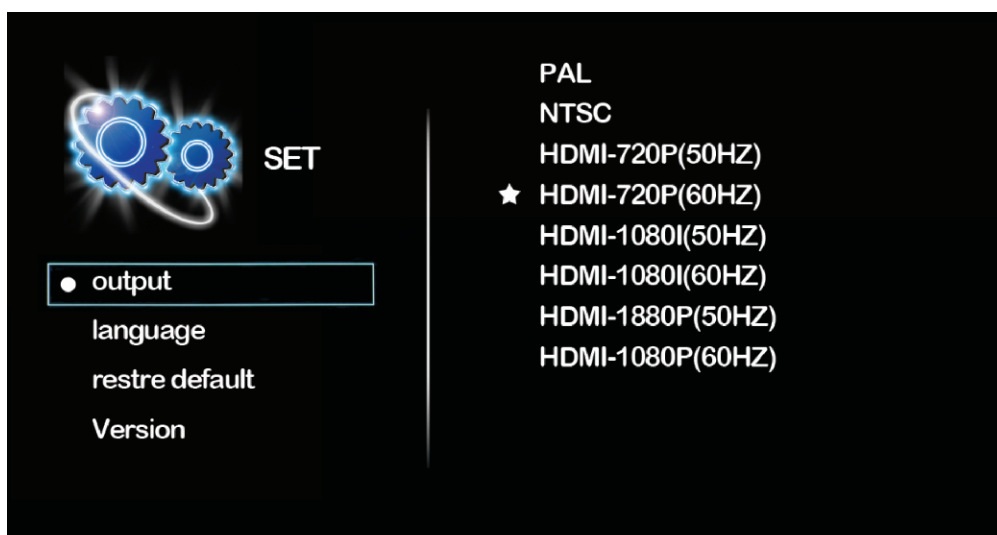 SET
output
language
restre default
Version
PAL
NTSC
HDMI-720P(50HZ)
HDMI-720P(60HZ)
HDMI-1080I(50HZ)
HDMI-1080I(60HZ)
HDMI-1880P(50HZ)
HDMI-1080P(60HZ)